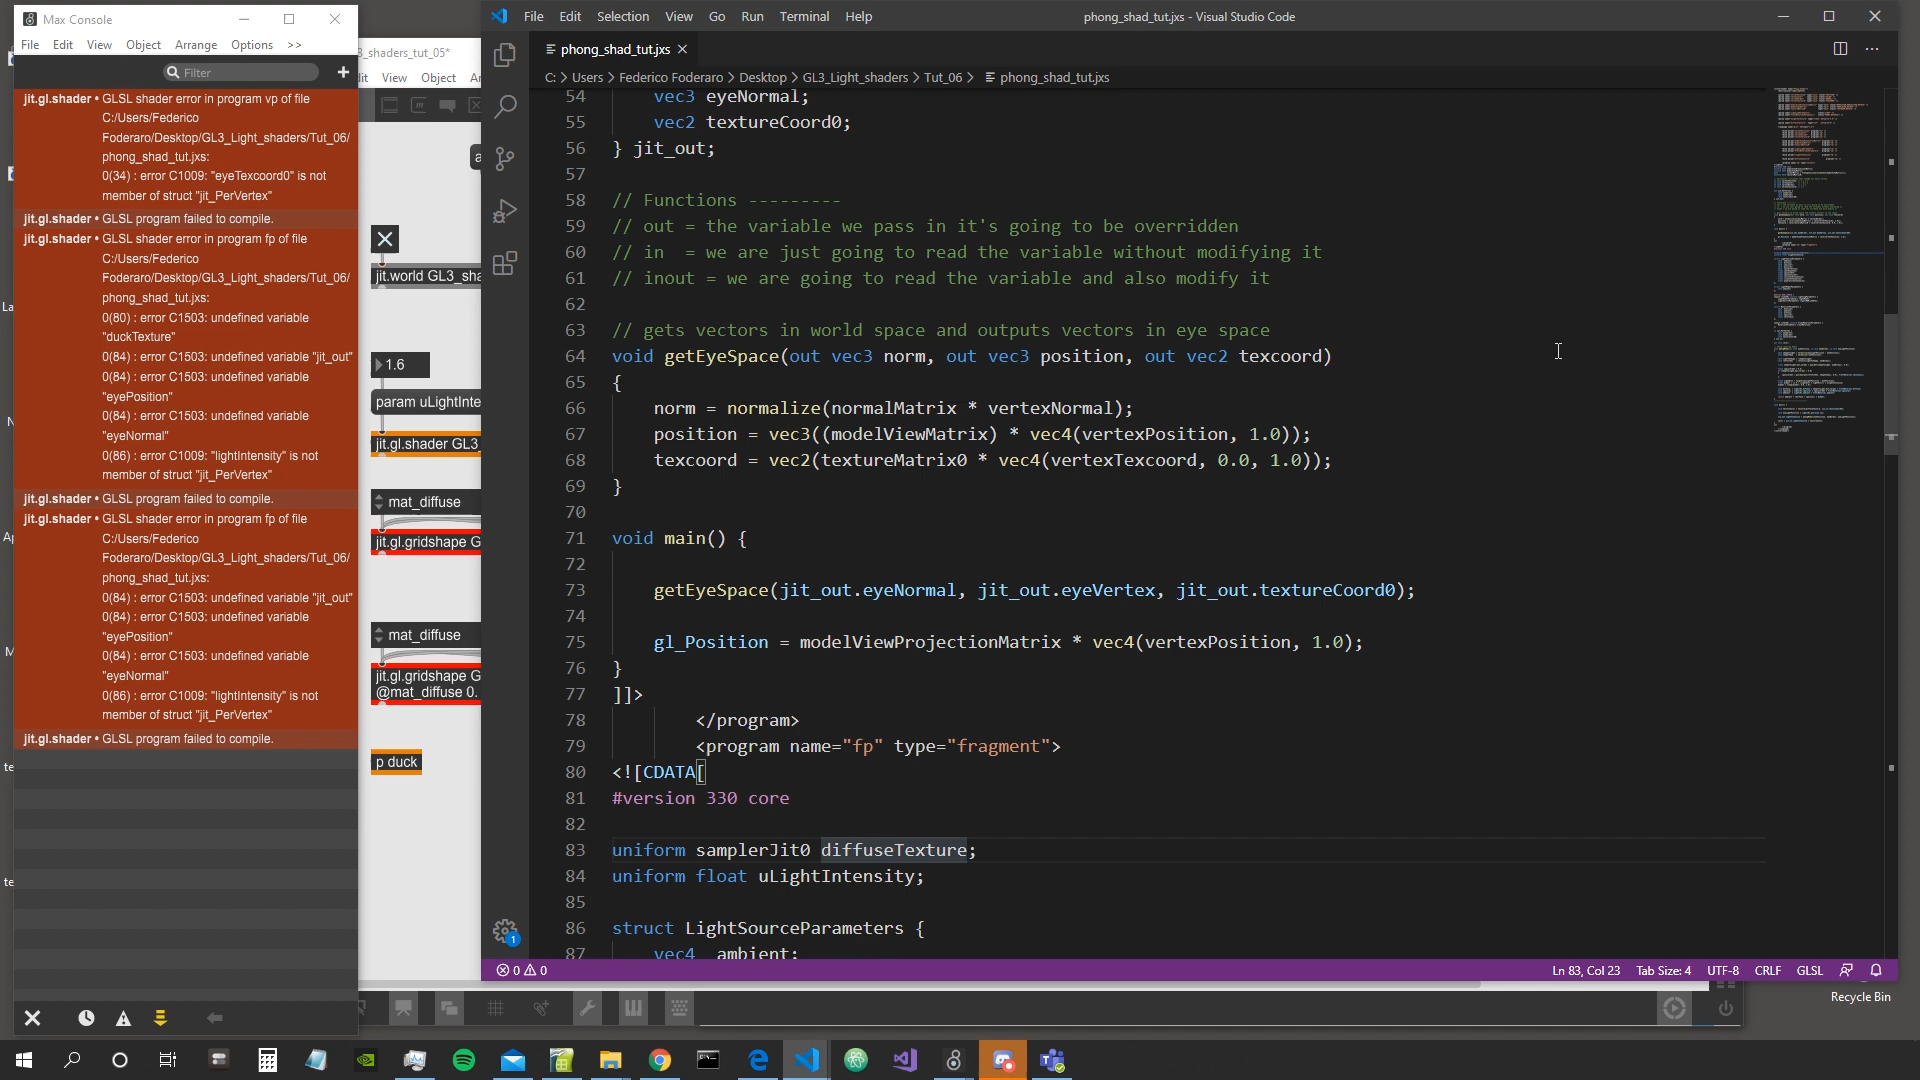 Max Console
File Edit View Object Arrange Options >>
Filter
jit.gl.shader • GLSL shader error in program vp of file
C:/Users/Federico
Foderaro/Desktop/GL3_Light_shaders/Tut_06/
phong_shad_tut.jxs:
0(34) : error C1009: "eyeTexcoord0" is not
member of struct "jit_PerVertex"
jit.gl.shader • GLSL program failed to compile.
jit.gl.shader • GLSL shader error in program fp of file
C:/Users/Federico
Foderaro/Desktop/GL3_Light_shaders/Tut_06/
phong_shad_tut.jxs:
0(80) : error C1503: undefined variable
"duckTexture"
0(84) : error C1503: undefined variable "jit_out"
0(84) : error C1503: undefined variable
"eyePosition"
0(84) : error C1503: undefined variable
"eyeNormal"
0(86) : error C1009: "lightIntensity" is not
member of struct "jit_PerVertex"
jit.gl.shader • GLSL program failed to compile.
jit.gl.shader • GLSL shader error in program fp of file
C:/Users/Federico
Foderaro/Desktop/GL3_Light_shaders/Tut_06/
phong_shad_tut.jxs:
0(84) : error C1503: undefined variable "jit_out"
0(84) : error C1503: undefined variable
"eyePosition"
0(84) : error C1503: undefined variable
"eyeNormal"
0(86) : error C1009: "lightIntensity" is not
member of struct "jit_PerVertex"
jit.gl.shader • GLSL program failed to compile.
3_shaders_tut_05*
dit View Object Ar
jit.world GL3_sha
1.6
param uLightInte
jit.gl.shader GL3_
mat_diffuse
jit.gl.gridshape G
mat_diffuse
jit.gl.gridshape G
@mat_diffuse 0.
p duck
File Edit Selection View Go Run Terminal Help
phong_shad_tut.jxs - Visual Studio Code
phong_shad_tut.jxs
C: > Users > Federico Foderaro > Desktop > GL3_Light_shaders > Tut_06 > phong_shad_tut.jxs
54 vec3 eyeNormal;
55 vec2 textureCoord0;
56 } jit_out;
57
58 // Functions ---------
59 // out = the variable we pass in it's going to be overridden
60 // in  = we are just going to read the variable without modifying it
61 // inout = we are going to read the variable and also modify it
62
63 // gets vectors in world space and outputs vectors in eye space
64 void getEyeSpace(out vec3 norm, out vec3 position, out vec2 texcoord)
65 {
66 norm = normalize(normalMatrix * vertexNormal);
67 position = vec3((modelViewMatrix) * vec4(vertexPosition, 1.0));
68 texcoord = vec2(textureMatrix0 * vec4(vertexTexcoord, 0.0, 1.0));
69 }
70
71 void main() {
72
73 getEyeSpace(jit_out.eyeNormal, jit_out.eyeVertex, jit_out.textureCoord0);
74
75 gl_Position = modelViewProjectionMatrix * vec4(vertexPosition, 1.0);
76 }
77 ]]>
78 </program>
79 <program name="fp" type="fragment">
80 <![CDATA[
81 #version 330 core
82
83 uniform samplerJit0 diffuseTexture;
84 uniform float uLightIntensity;
85
86 struct LightSourceParameters {
87 vec4 ambient;
0 0
Ln 83, Col 23 Tab Size: 4 UTF-8 CRLF GLSL
Recycle Bin